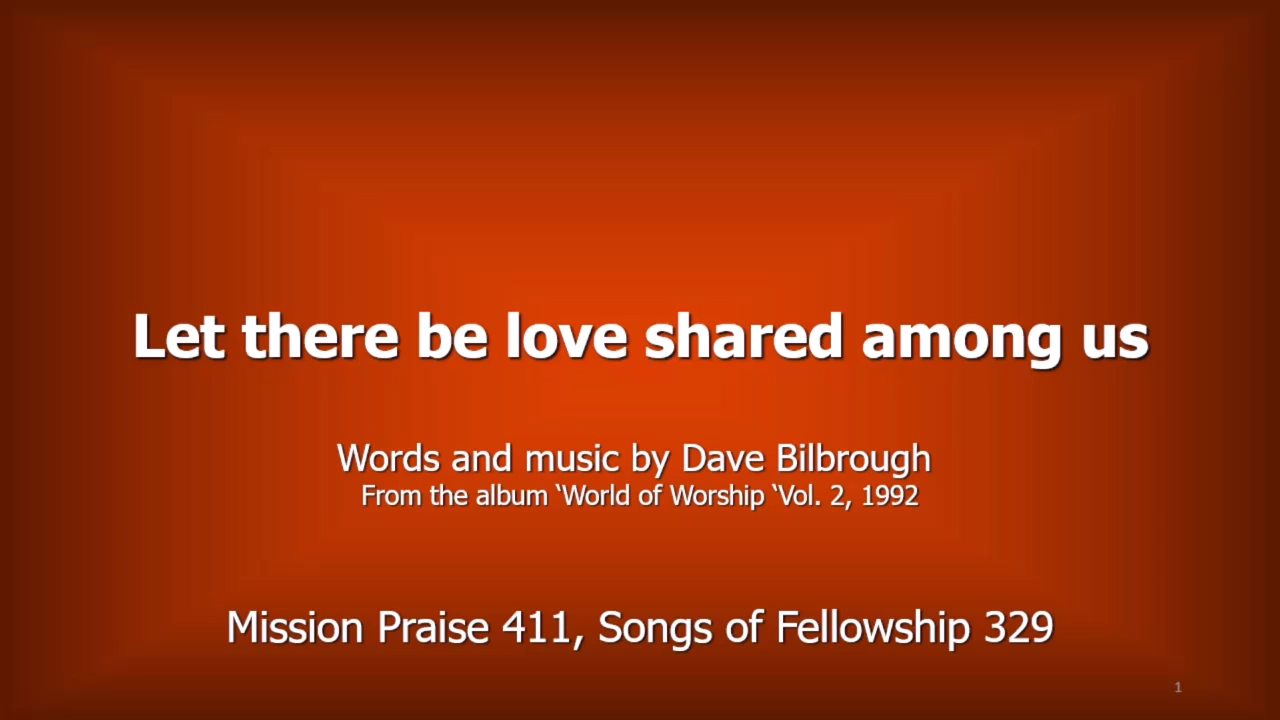 Let there be love shared among us
Words and music by Dave Bilbrough
From the album ‘World of Worship ‘Vol. 2, 1992
Mission Praise 411, Songs of Fellowship 329
1